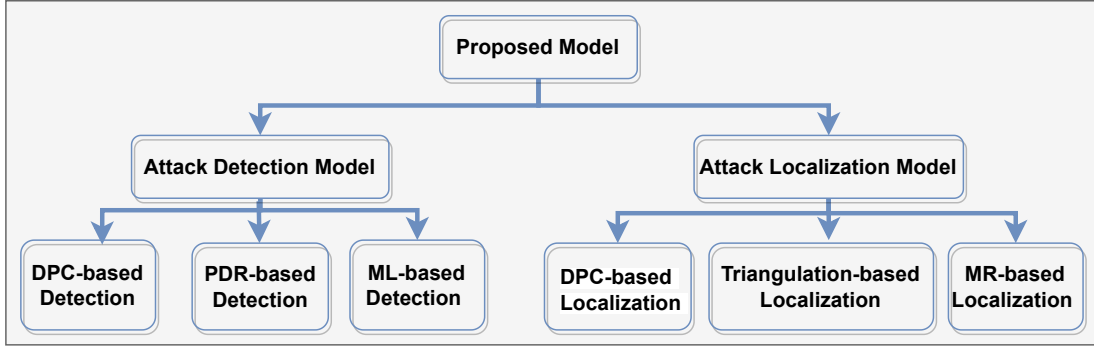 Proposed Model
Attack Detection Model
Attack Localization Model
DPC-based
Detection
PDR-based
Detection
ML-based
Detection
DPC-based
Localization
Triangulation-based
Localization
MR-based
Localization